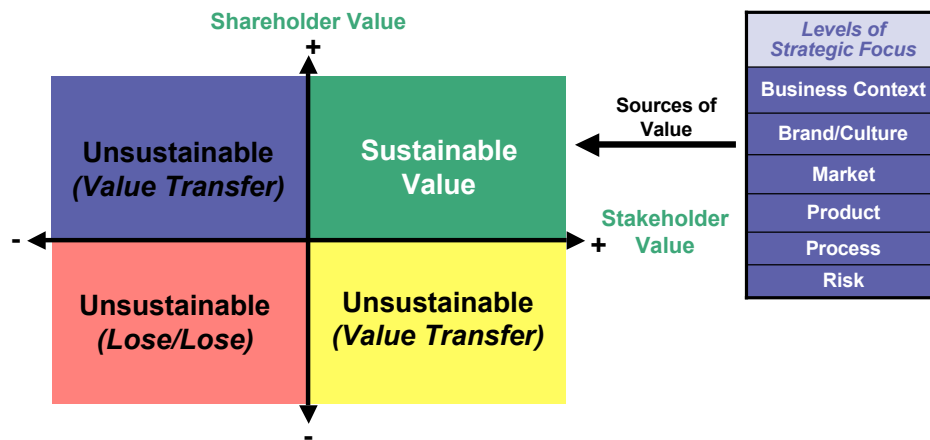 Shareholder Value
+
Levels of
Strategic Focus
Business Context
Brand/Culture
Market
Product
Process
Risk
Sources of
Value
Unsustainable
(Value Transfer)
Sustainable
Value
-
+
Stakeholder
Value
Unsustainable
(Lose/Lose)
Unsustainable
(Value Transfer)
-